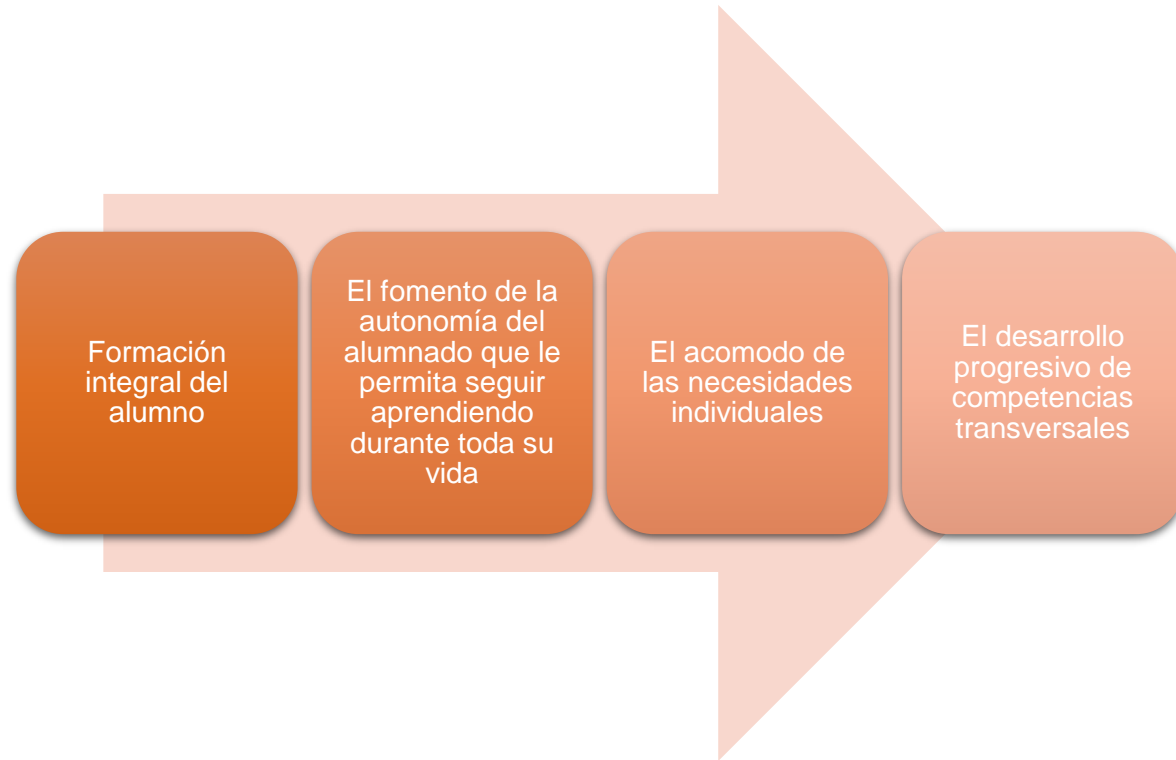 Formación
integral del
alumno
El fomento de la
autonomía del
alumnado que le
permita seguir
aprendiendo
durante toda su
vida
El acomodo de
las necesidades
individuales
El desarrollo
progresivo de
competencias
transversales